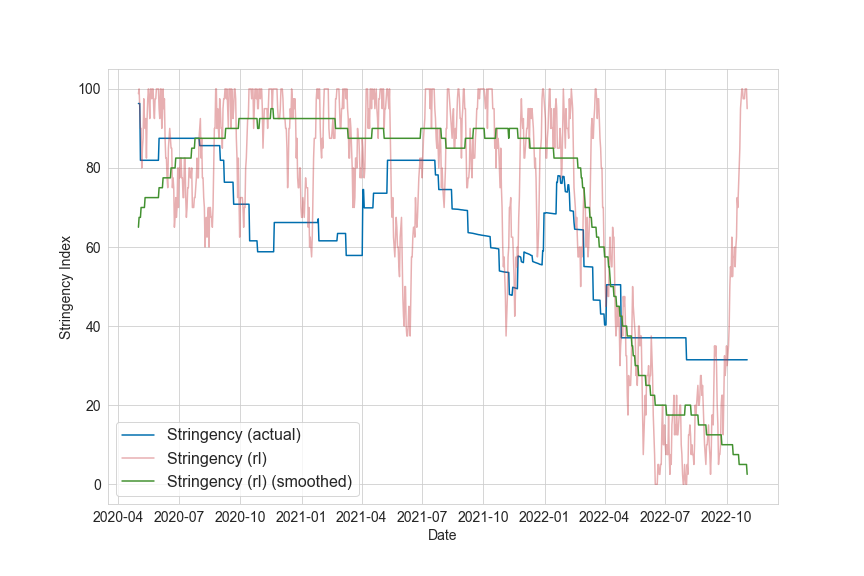 100
80
60
40
20
0
Stringency Index
Stringency (actual)
Stringency (rl)
Stringency (rl) (smoothed)
2020-04 2020-07 2020-10 2021-01 2021-04 2021-07 2021-10 2022-01 2022-04 2022-07 2022-10
Date